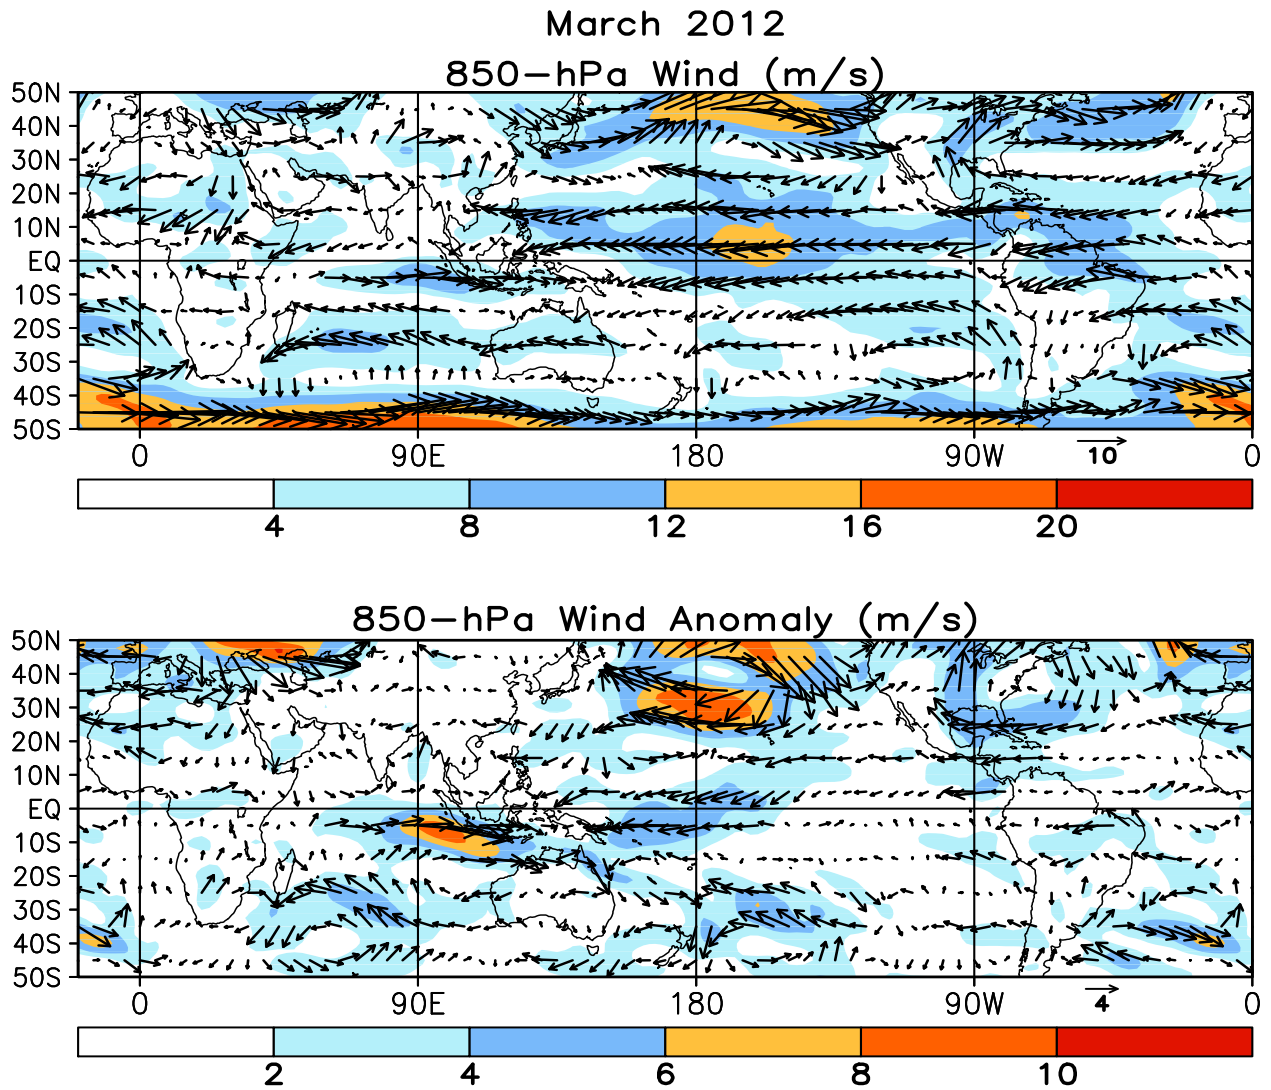 March 2012
850-hPa Wind (m/s)
50N
40N
30N
20N
10N
EQ
10S
20S
30S
40S
50S
0 90E 180 90W 0
10
4 8 12 16 20
850-hPa Wind Anomaly (m/s)
50N
40N
30N
20N
10N
EQ
10S
20S
30S
40S
50S
0 90E 180 90W 0
4
2 4 6 8 10